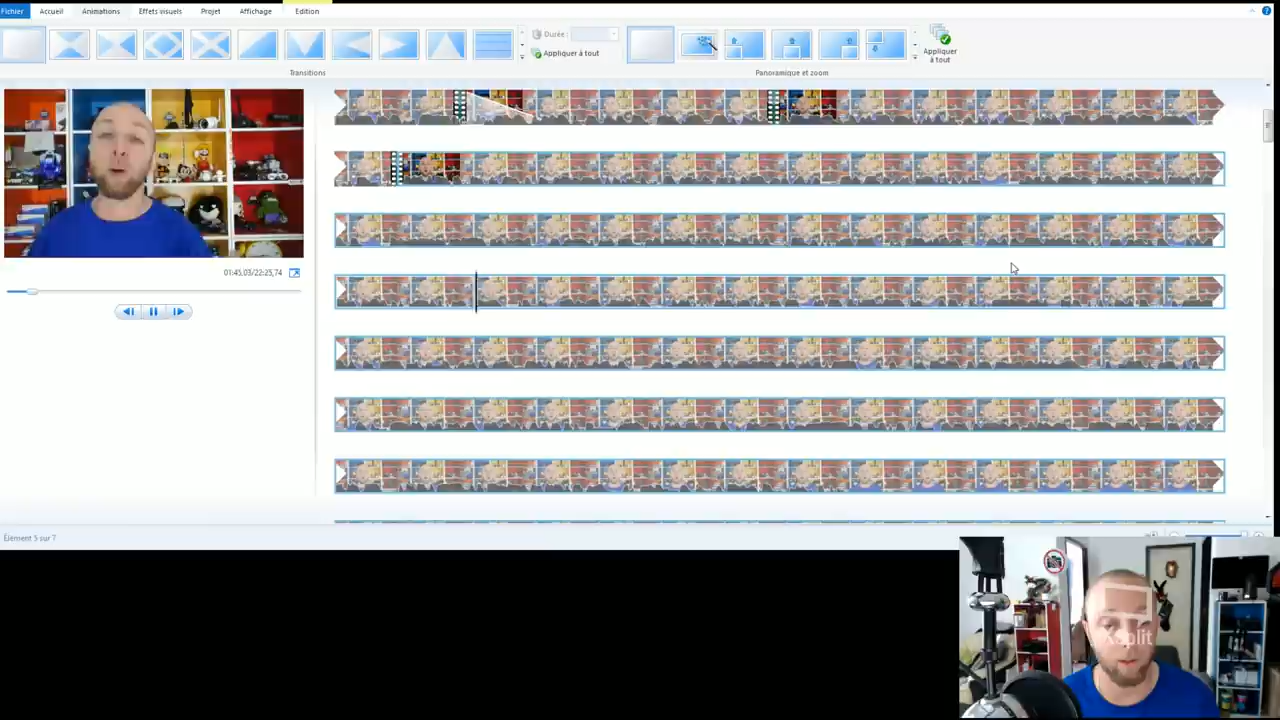 Fichier Accueil Animations Effets visuels Projet Affichage Edition
Durée :
Appliquer à tout
Appliquer
à tout
Transitions
Panoramique et zoom
01:45,03/22:25,74
Élément 5 sur 7
Xsplit